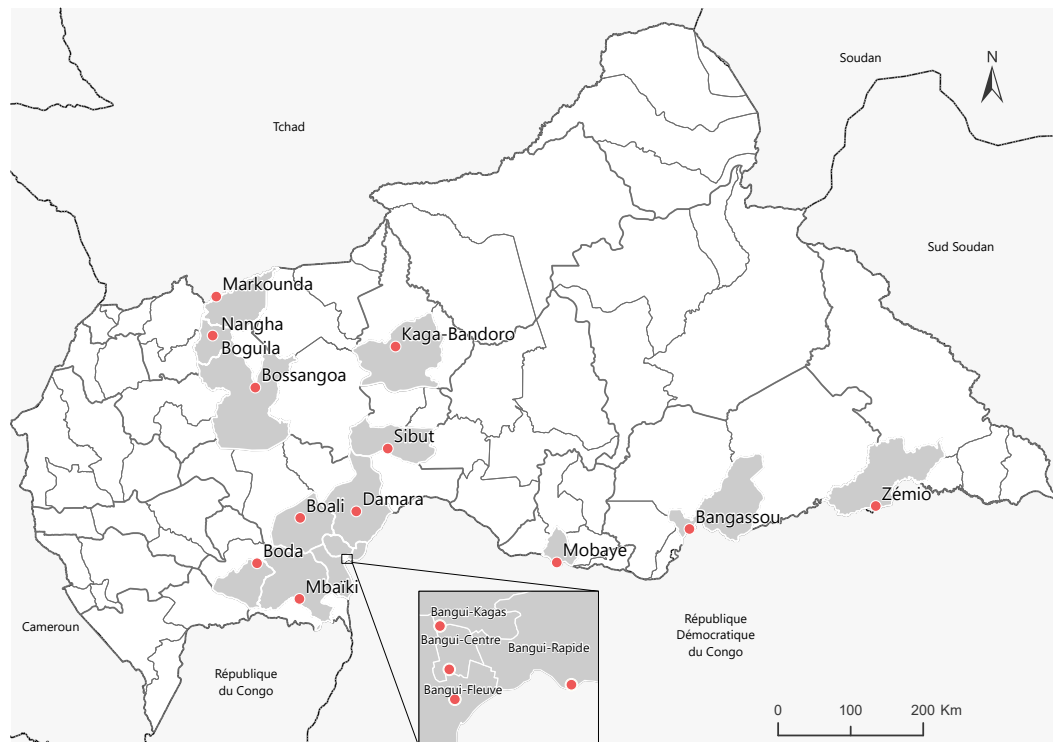 Soudan
N
Tchad
Sud Soudan
Markounda
Nangha
Boguila
Kaga-Bandoro
Bossangoa
Sibut
Boali
Damara
Zémio
Bangassou
Boda
Mobaye
Mbaïki
Cameroun
République
du Congo
Bangui-Kagas
Bangui-Centre
Bangui-Rapide
Bangui-Fleuve
République
Démocratique
du Congo
0 100 200 Km